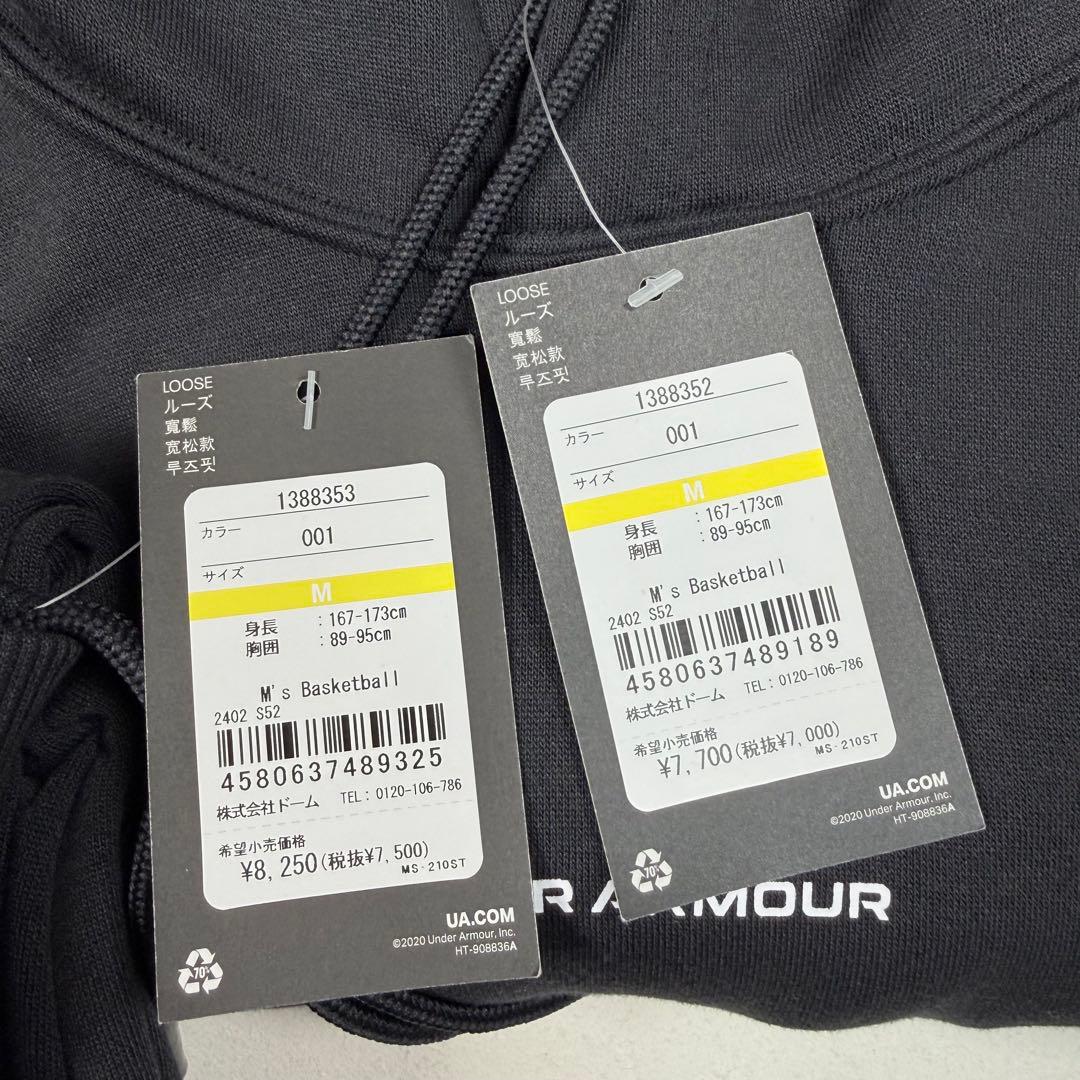 LOOSE
ルーズ
寬鬆
宽松款
루즈핏
1388353
カラー
001
サイズ
M
身長 : 167-173cm
胸囲 : 89-95cm
M's Basketball
2402 S52
4580637489325
株式会社ドーム TEL: 0120-106-786
希望小売価格
¥8,250(税抜¥7,500)
MS-210ST
UA.COM
©2020 Under Armour, Inc.
HT-908836A
70%
LOOSE
ルーズ
寬鬆
宽松款
루즈핏
1388352
カラー
001
サイズ
M
身長 : 167-173cm
胸囲 : 89-95cm
M's Basketball
2402 S52
4580637489189
株式会社ドーム TEL: 0120-106-786
希望小売価格
¥7,700(税抜¥7,000)
MS-210ST
UA.COM
©2020 Under Armour, Inc.
HT-908836A
70%
R ARMOUR